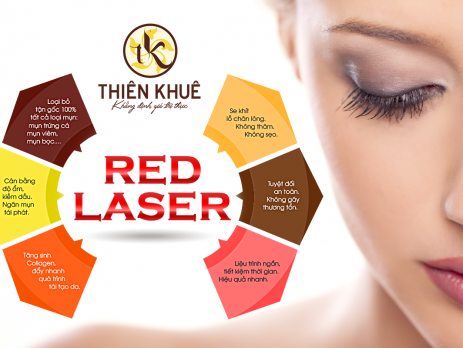 tk
THIÊN KHUÊ
Khẳng định giá trị thực
Loại bỏ
tận gốc 100%
tất cả loại mụn:
mụn trứng cá
mụn viêm,
mụn bọc....
Se khít
lỗ chân lông.
Không thâm.
Không sẹo.
RED
LASER
Cân bằng
độ ẩm,
kiềm dầu.
Ngăn mụn
tái phát.
Tuyệt đối
an toàn.
Không gây
thương tổn.
Tăng sinh
Collagen,
đẩy nhanh
quá trình
tái tạo da.
Liệu trình ngắn,
tiết kiệm thời gian.
Hiệu quả nhanh.